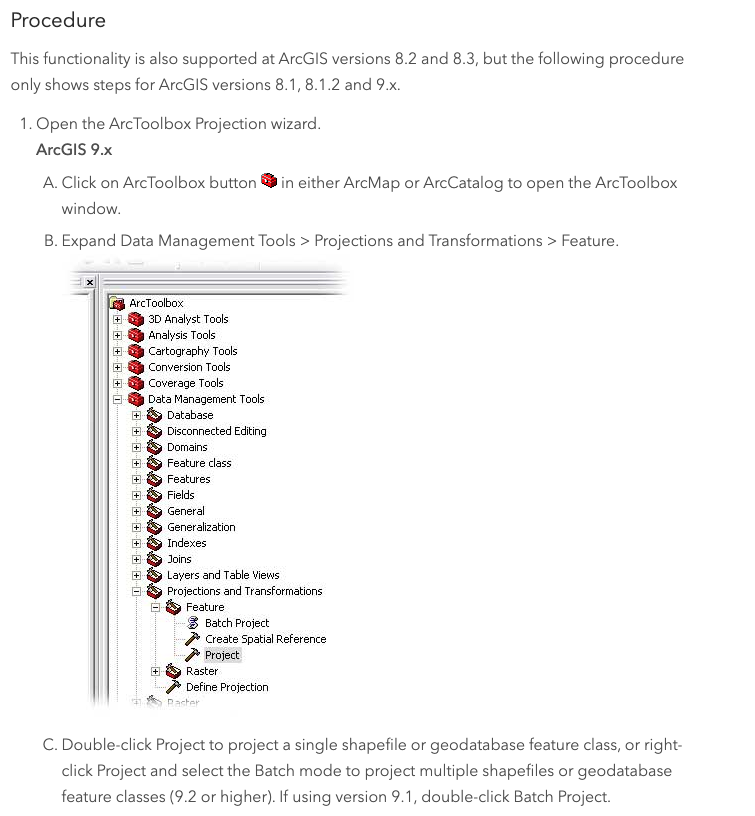 Procedure
This functionality is also supported at ArcGIS versions 8.2 and 8.3, but the following procedure
only shows steps for ArcGIS versions 8.1, 8.1.2 and 9.x.
1. Open the ArcToolbox Projection wizard.
ArcGIS 9.x
A. Click on ArcToolbox button in either ArcMap or ArcCatalog to open the ArcToolbox
window.
B. Expand Data Management Tools > Projections and Transformations > Feature.
ArcToolbox
3D Analyst Tools
Analysis Tools
Cartography Tools
Conversion Tools
Coverage Tools
Data Management Tools
Database
Disconnected Editing
Domains
Feature class
Features
Fields
General
Generalization
Indexes
Joins
Layers and Table Views
Projections and Transformations
Feature
Batch Project
Create Spatial Reference
Project
Raster
Define Projection
Raster
C. Double-click Project to project a single shapefile or geodatabase feature class, or right-
click Project and select the Batch mode to project multiple shapefiles or geodatabase
feature classes (9.2 or higher). If using version 9.1, double-click Batch Project.